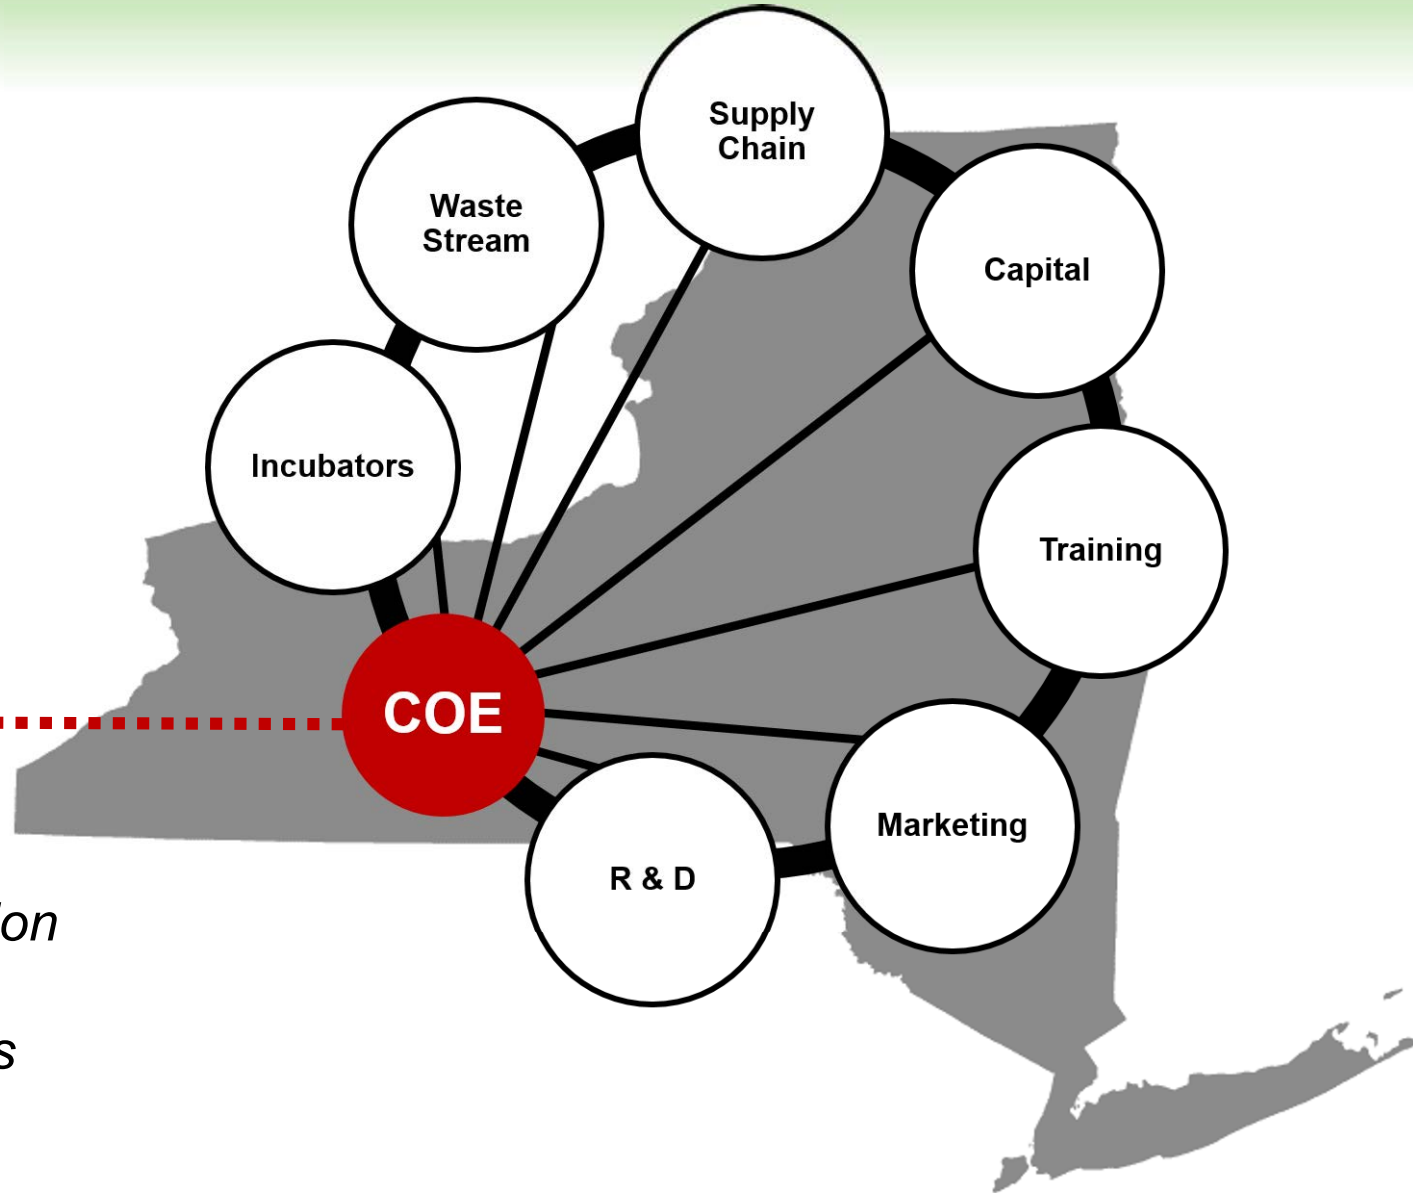 Supply
Chain
Waste
Stream
Capital
Incubators
Training
COE
Marketing
R & D